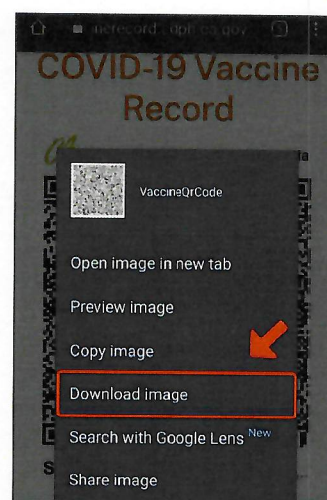 COVID-19 Vaccine
Record
VaccineQrCode
Open image in new tab
Preview image
Copy image
Download image
Search with Google Lens New
Share image